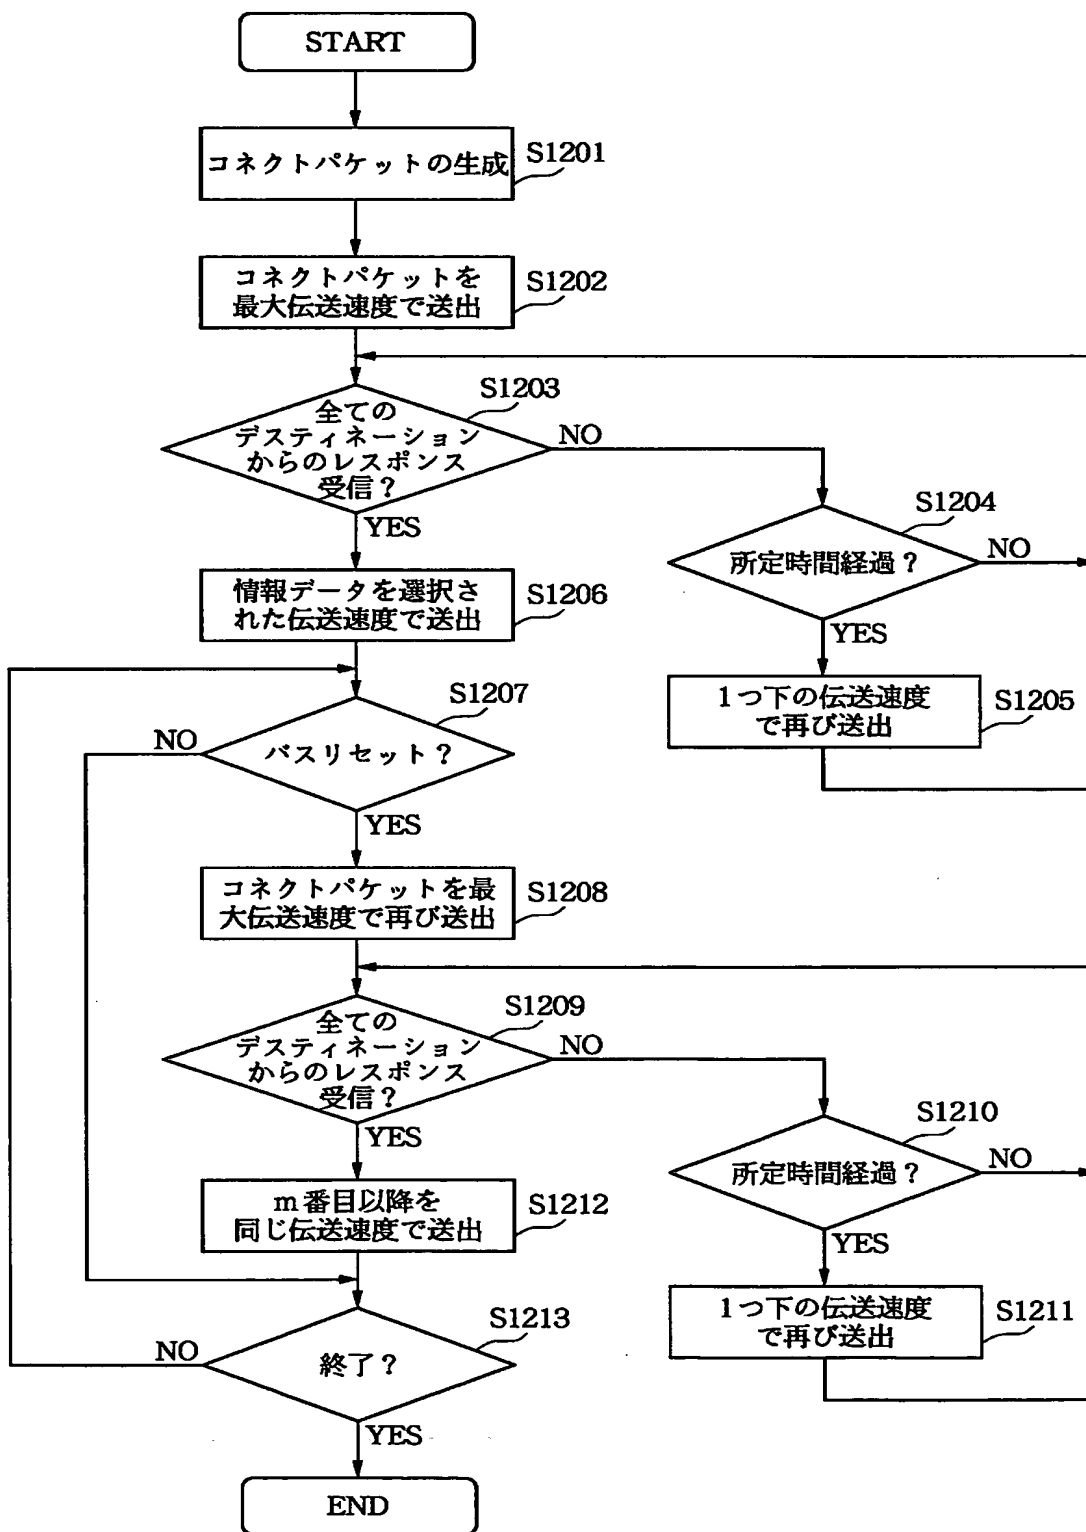 START
コネクトパケットの生成
S1201
コネクトパケットを
最大伝送速度で送出
S1202
全ての
デスティネーション
からのレスポンス
受信？
S1203
NO
YES
所定時間経過？
S1204
NO
YES
1つ下の伝送速度
で再び送出
S1205
情報データを選択さ
れた伝送速度で送出
S1206
バスリセット？
S1207
NO
YES
コネクトパケットを最
大伝送速度で再び送出
S1208
全ての
デスティネーション
からのレスポンス
受信？
S1209
NO
YES
所定時間経過？
S1210
NO
YES
1つ下の伝送速度
で再び送出
S1211
m番目以降を
同じ伝送速度で送出
S1212
終了？
S1213
NO
YES
END